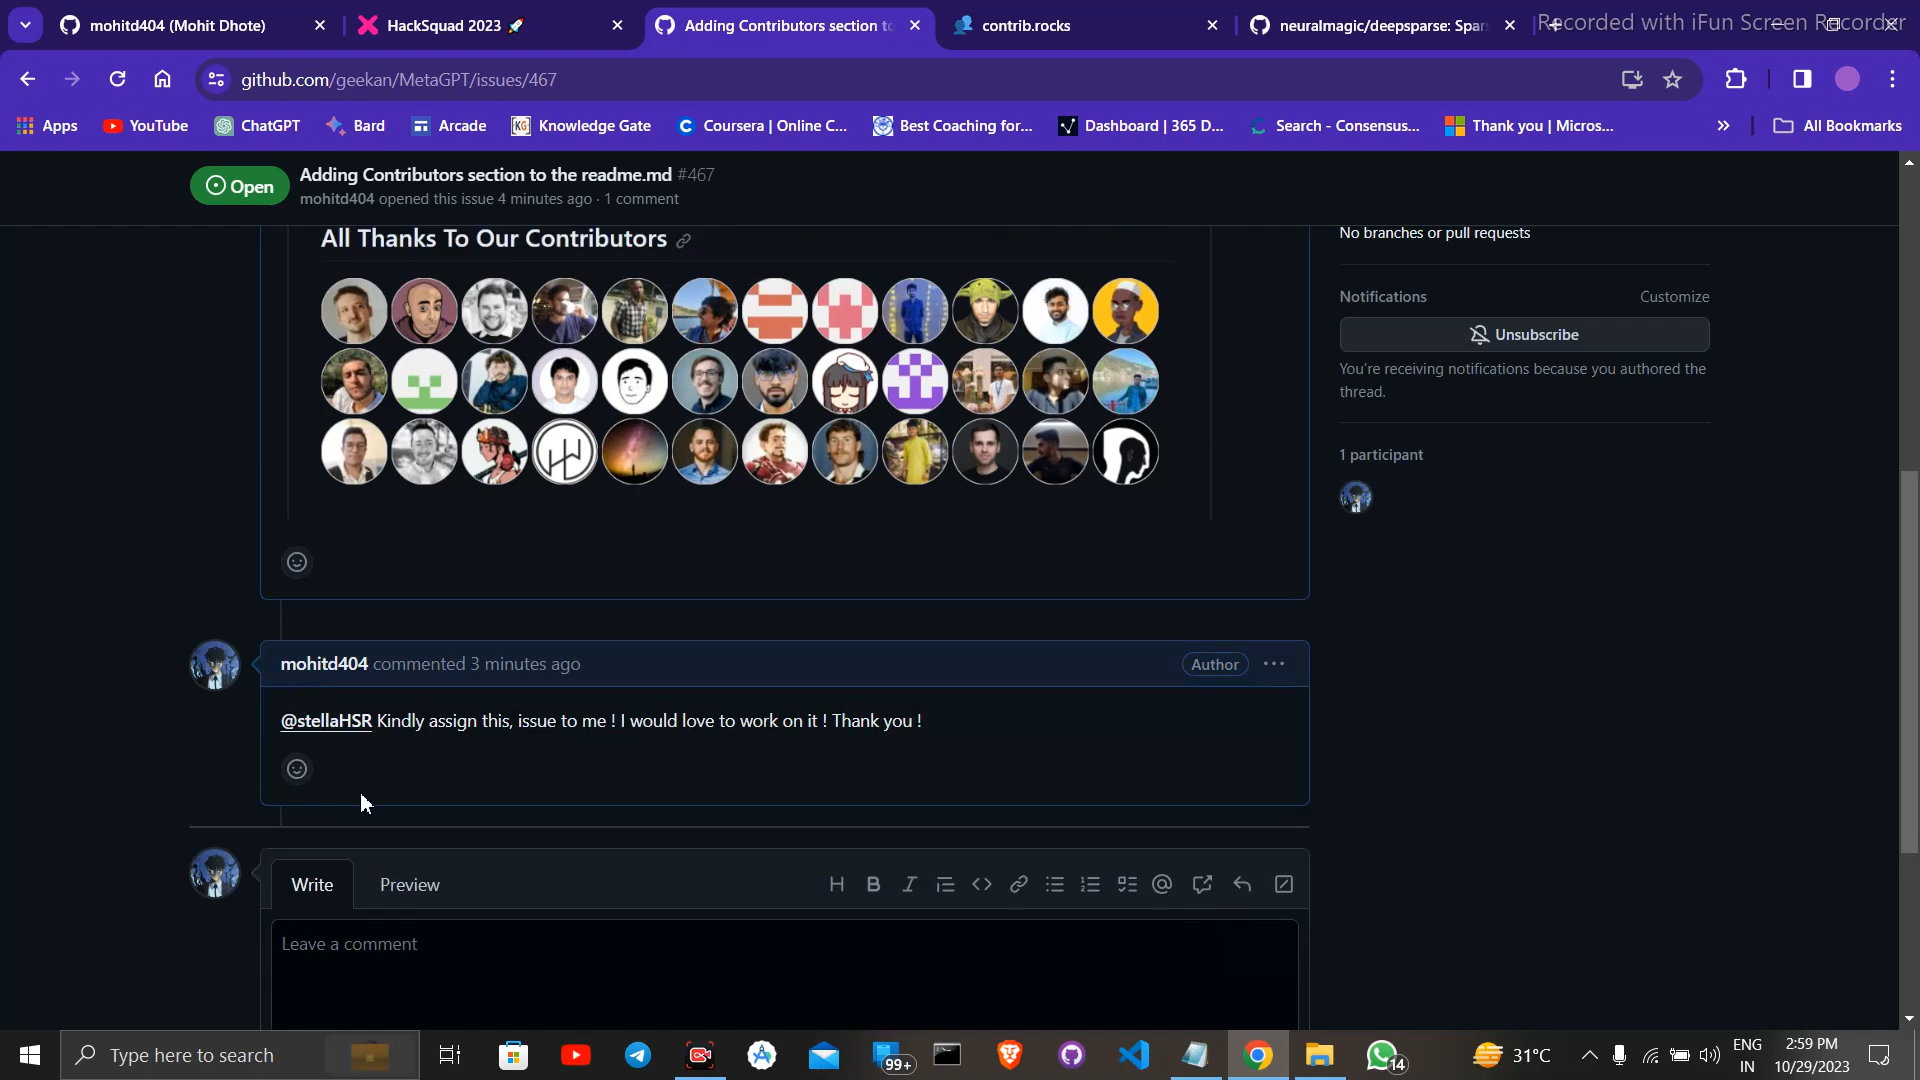 mohitd404 (Mohit Dhote)
HackSquad 2023 🚀
Adding Contributors section to
contrib.rocks
neuralmagic/deepsparse: Spars
Recorded with iFun Screen Recorder
github.com/geekan/MetaGPT/issues/467
Apps
YouTube
ChatGPT
Bard
Arcade
KG Knowledge Gate
Coursera | Online C...
Best Coaching for...
Dashboard | 365 D...
Search - Consensus...
Thank you | Micros...
»
All Bookmarks
Open
Adding Contributors section to the readme.md #467
mohitd404 opened this issue 4 minutes ago · 1 comment
All Thanks To Our Contributors
No branches or pull requests
Notifications
Customize
Unsubscribe
You're receiving notifications because you authored the
thread.
1 participant
mohitd404 commented 3 minutes ago
Author
@stellaHSR Kindly assign this, issue to me ! I would love to work on it ! Thank you !
Write
Preview
Leave a comment
Type here to search
99+
14
31°C
ENG
IN
2:59 PM
10/29/2023